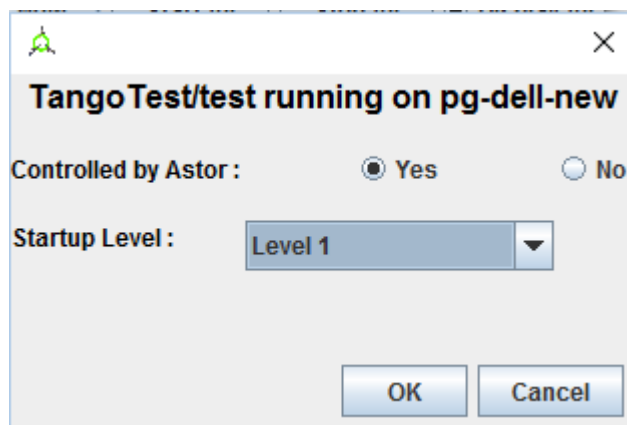 TangoTest/test running on pg-dell-new
Controlled by Astor : Yes No
Startup Level : Level 1
OK Cancel